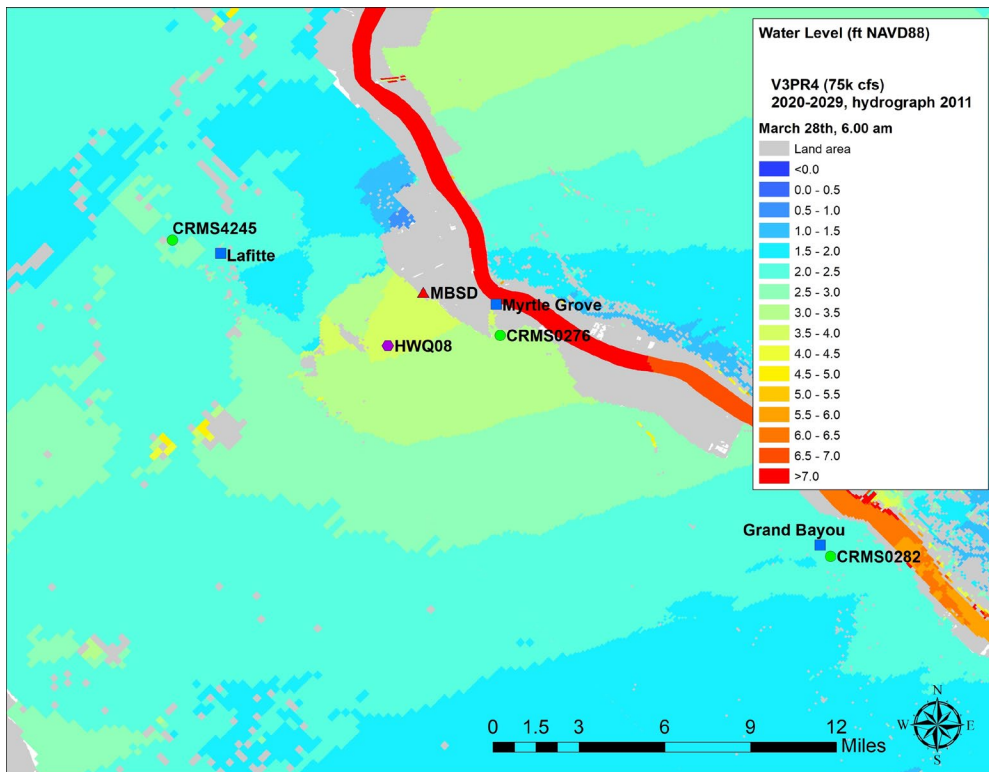 Water Level (ft NAVD88)
V3PR4 (75k cfs)
2020-2029, hydrograph 2011
March 28th, 6.00 am
Land area
<0.0
0.0 - 0.5
0.5 - 1.0
1.0 - 1.5
1.5 - 2.0
2.0 - 2.5
2.5 - 3.0
3.0 - 3.5
3.5 - 4.0
4.0 - 4.5
4.5 - 5.0
5.0 - 5.5
5.5 - 6.0
6.0 - 6.5
6.5 - 7.0
>7.0
CRMS4245
Lafitte
MBSD
Myrtle Grove
CRMS0276
HWQ08
Grand Bayou
CRMS0282
N
W E
S
0 1.5 3 6 9 12
Miles